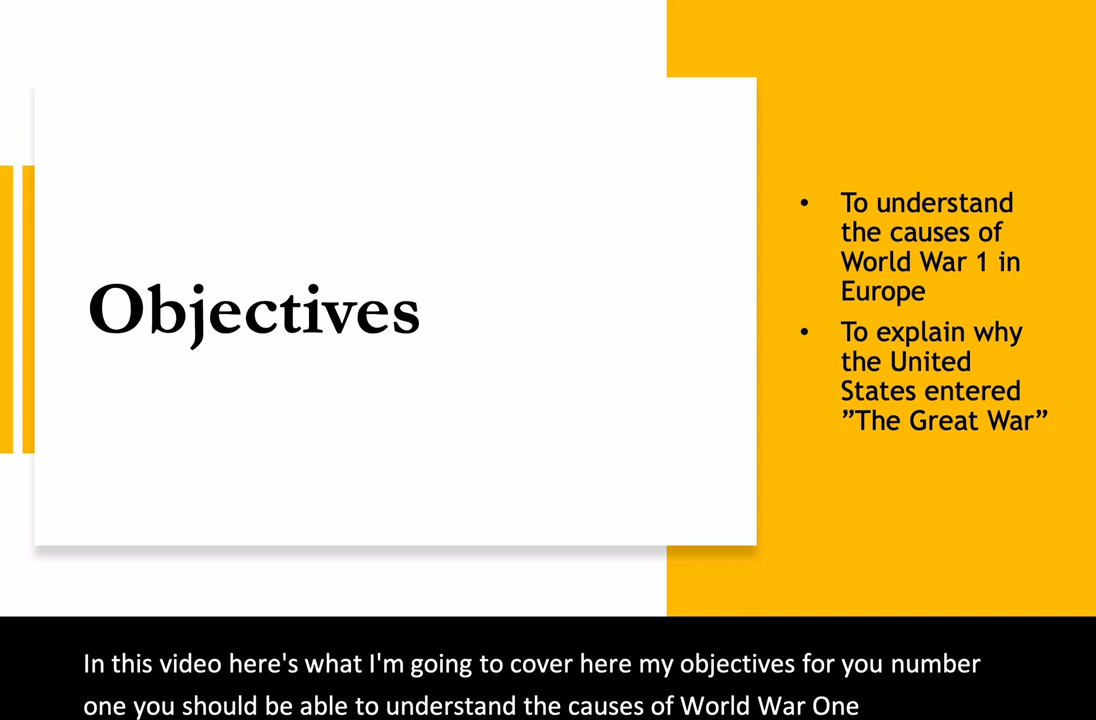 Objectives
• To understand
the causes of
World War 1 in
Europe
• To explain why
the United
States entered
”The Great War”
In this video here's what I'm going to cover here my objectives for you number
one you should be able to understand the causes of World War One